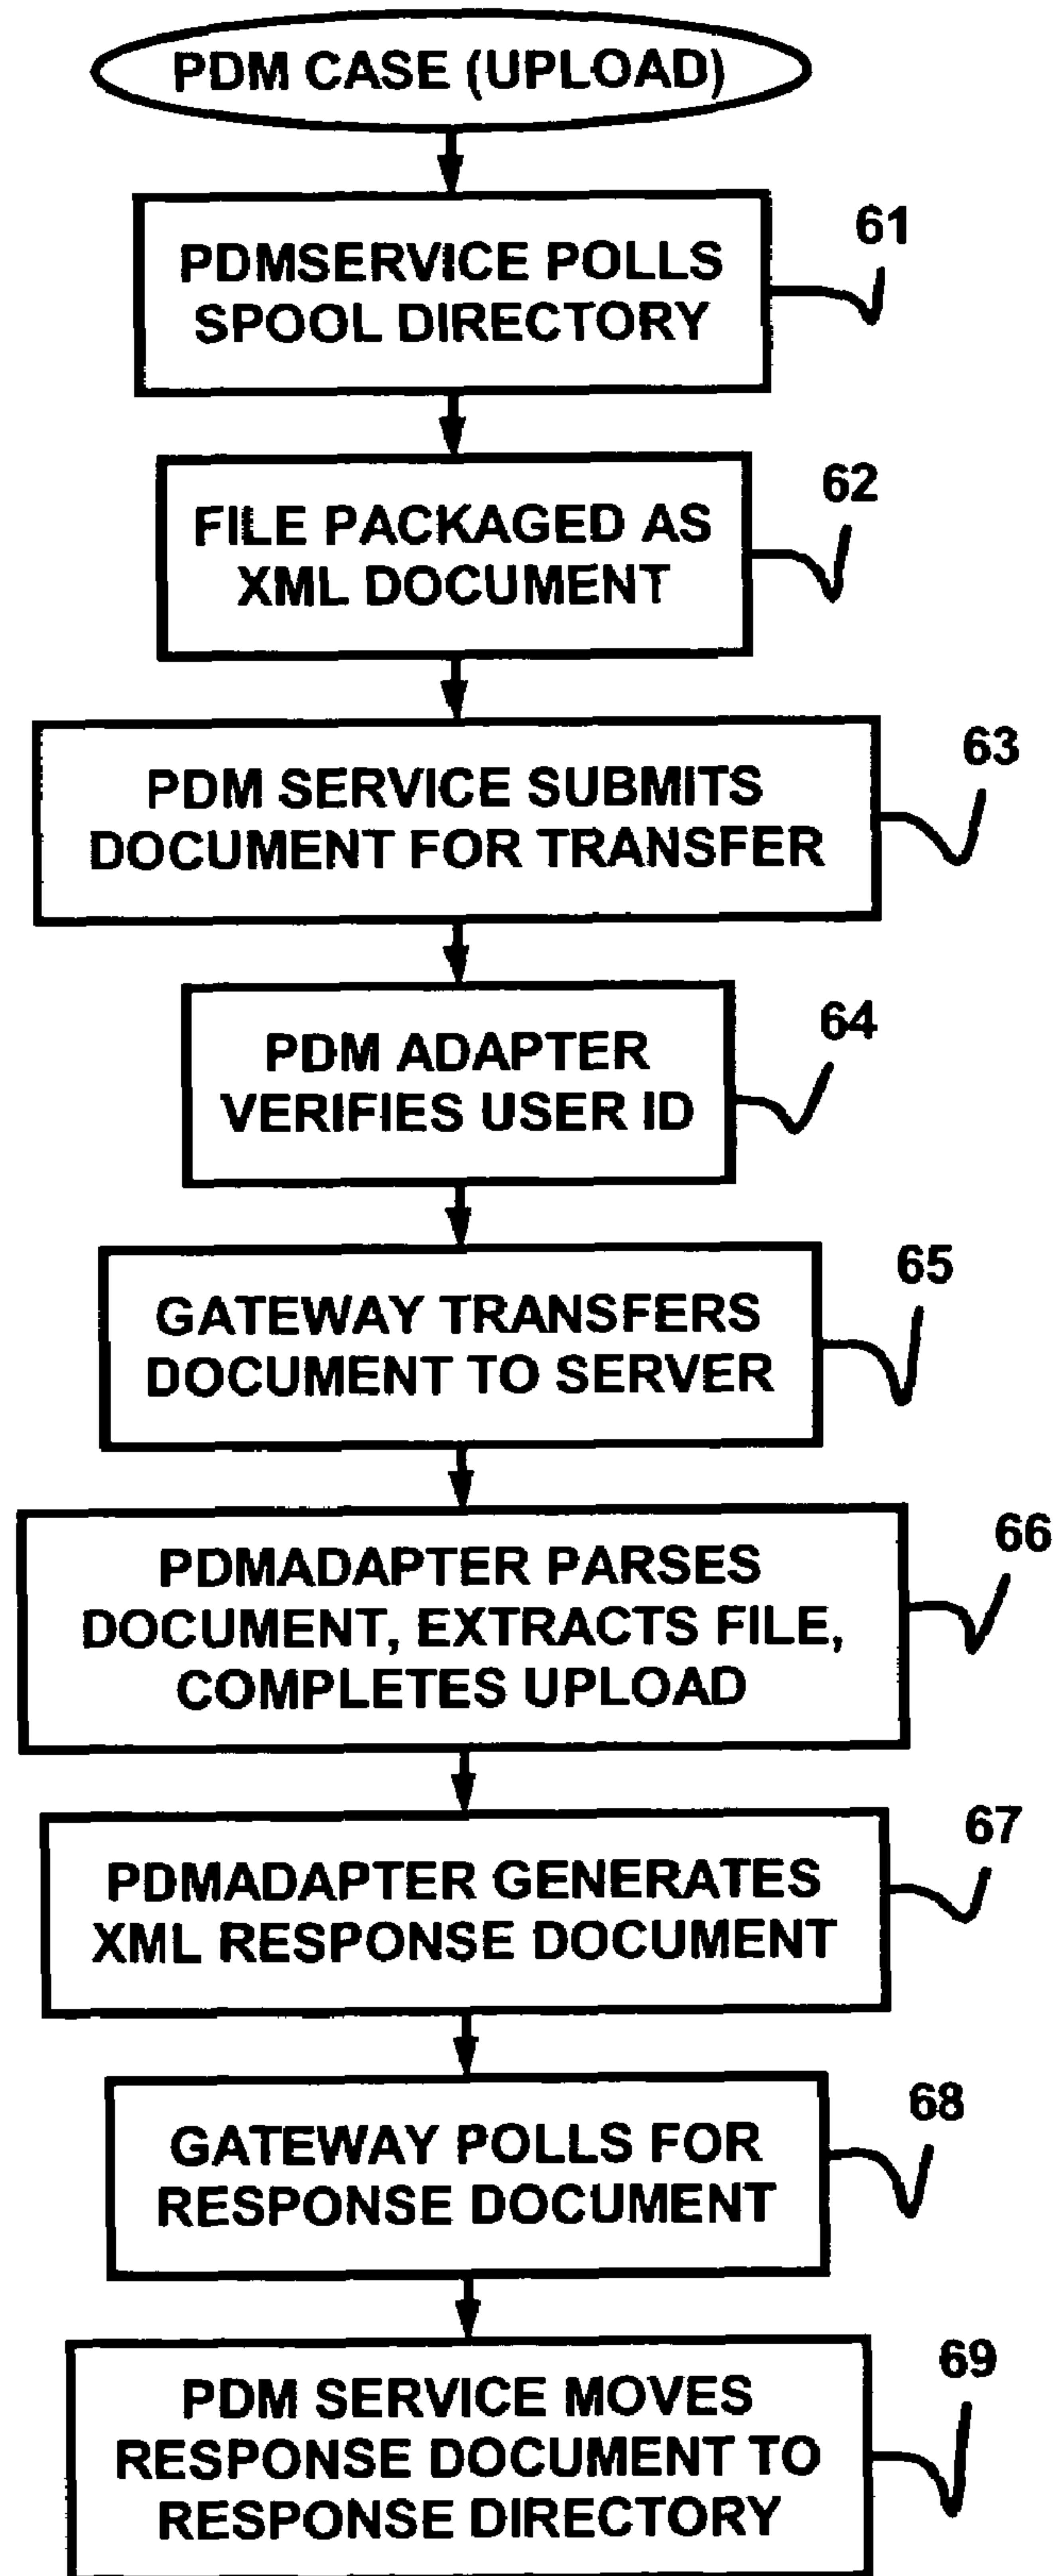 PDM CASE (UPLOAD)
PDMSERVICE POLLS
SPOOL DIRECTORY
61
FILE PACKAGED AS
XML DOCUMENT
62
PDM SERVICE SUBMITS
DOCUMENT FOR TRANSFER
63
PDM ADAPTER
VERIFIES USER ID
64
GATEWAY TRANSFERS
DOCUMENT TO SERVER
65
PDMADAPTER PARSES
DOCUMENT, EXTRACTS FILE,
COMPLETES UPLOAD
66
PDMADAPTER GENERATES
XML RESPONSE DOCUMENT
67
GATEWAY POLLS FOR
RESPONSE DOCUMENT
68
PDM SERVICE MOVES
RESPONSE DOCUMENT TO
RESPONSE DIRECTORY
69